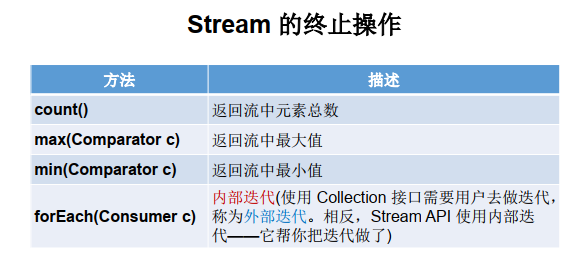 Stream 的终止操作
方法 描述
count() 返回流中元素总数
max(Comparator c) 返回流中最大值
min(Comparator c) 返回流中最小值
forEach(Consumer c) 内部迭代(使用 Collection 接口需要用户去做迭代，
称为外部迭代。相反，Stream API 使用内部迭
代——它帮你把迭代做了)